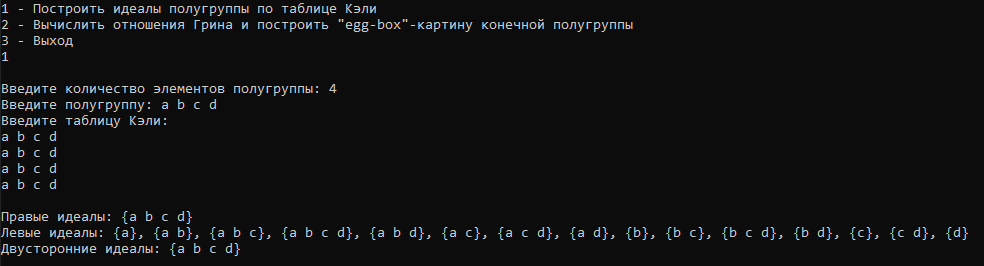 1 - Построить идеалы полугруппы по таблице Кэли
2 - Вычислить отношения Грина и построить "egg-box"-картину конечной полугруппы
3 - Выход
1
Введите количество элементов полугруппы: 4
Введите полугруппу: a b c d
Введите таблицу Кэли:
a b c d
a b c d
a b c d
a b c d
Правые идеалы: {a b c d}
Левые идеалы: {a}, {a b}, {a b c}, {a b c d}, {a b d}, {a c}, {a c d}, {a d}, {b}, {b c}, {b c d}, {b d}, {c}, {c d}, {d}
Двусторонние идеалы: {a b c d}